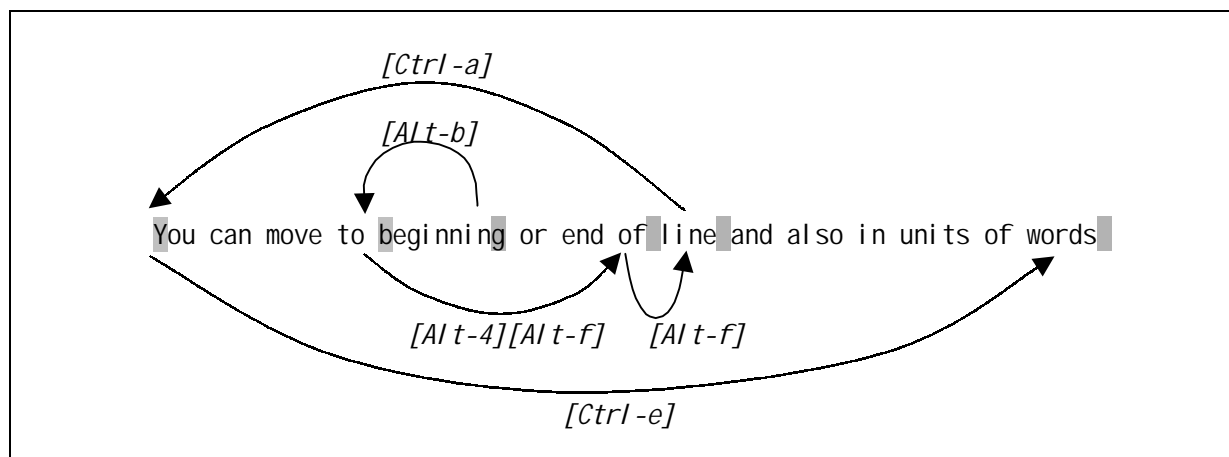 [Ctrl-a]
[Alt-b]
You can move to beginning or end of line and also in units of words
[Alt-4][Alt-f] [Alt-f]
[Ctrl-e]